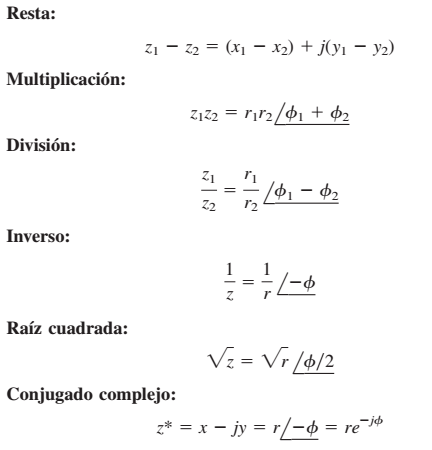 Resta:
z₁ − z₂ = (x₁ − x₂) + j(y₁ − y₂)
Multiplicación:
z₁z₂ = r₁r₂/ϕ₁ + ϕ₂
División:
z₁/z₂ = r₁/r₂ /ϕ₁ − ϕ₂
Inverso:
1/z = 1/r /−ϕ
Raíz cuadrada:
√z = √r /ϕ/2
Conjugado complejo:
z* = x − jy = r/−ϕ = re^−jϕ